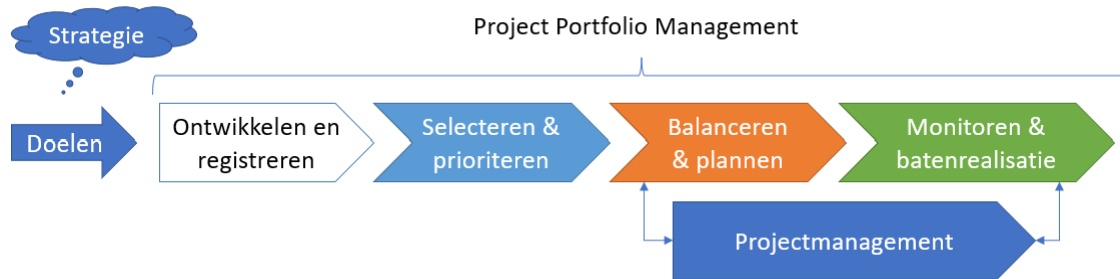 Strategie
Project Portfolio Management
Doelen
Ontwikkelen en
registreren
Selecteren &
prioriteren
Balanceren
& plannen
Monitoren &
batenrealisatie
Projectmanagement